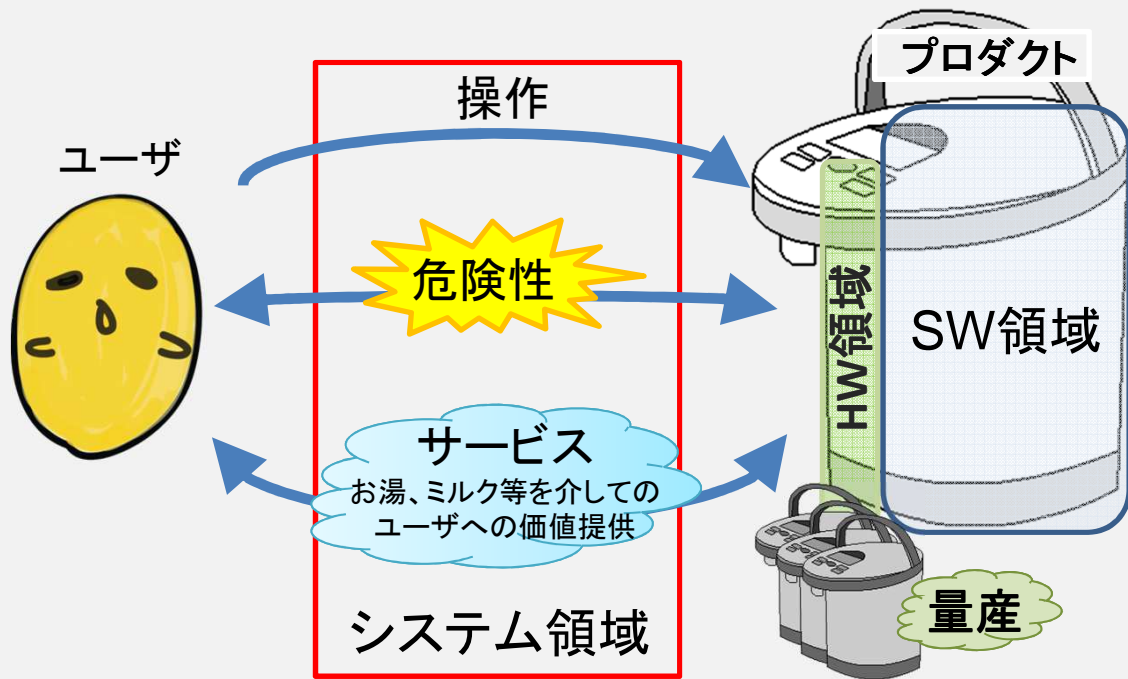 プロダクト
操作
ユーザ
危険性
HW領域
SW領域
サービス
お湯、ミルク等を介しての
ユーザへの価値提供
量産
システム領域